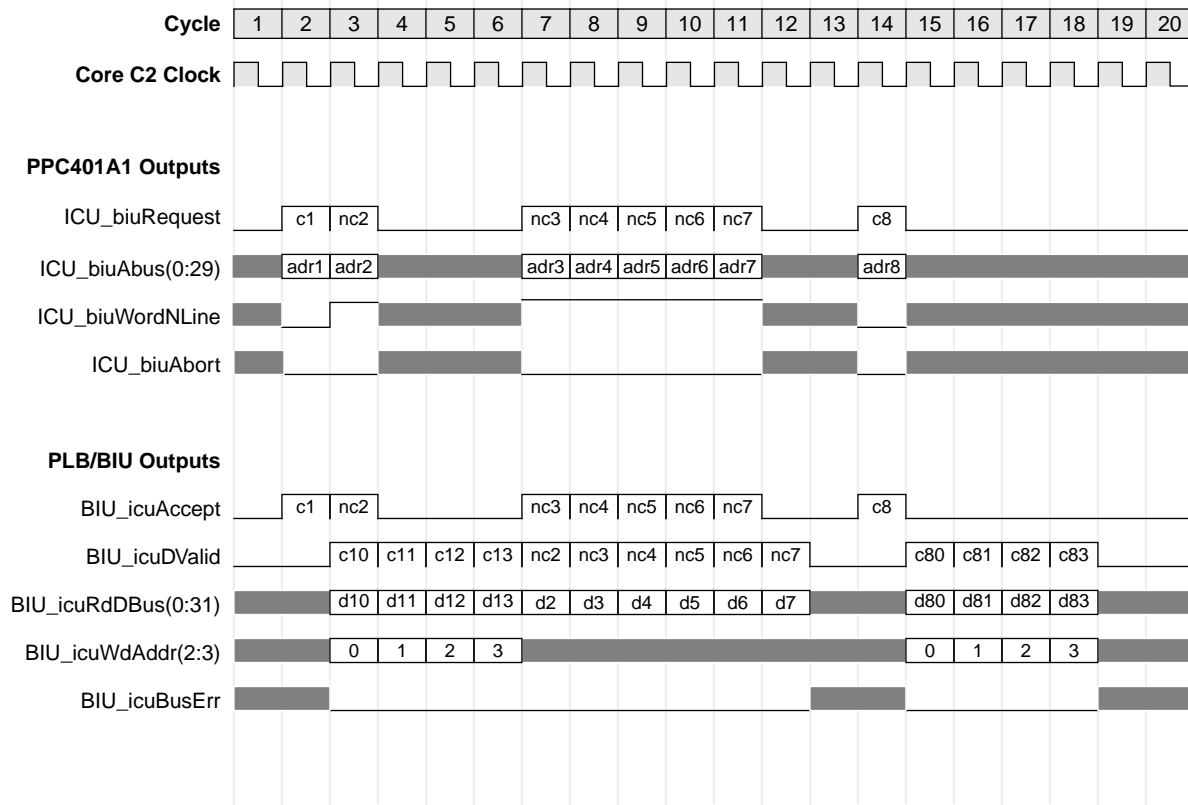 Cycle 1 2 3 4 5 6 7 8 9 10 11 12 13 14 15 16 17 18 19 20
Core C2 Clock
PPC401A1 Outputs
ICU_biuRequest c1 nc2 nc3 nc4 nc5 nc6 nc7 c8
ICU_biuAbus(0:29) adr1 adr2 adr3 adr4 adr5 adr6 adr7 adr8
ICU_biuWordNLine
ICU_biuAbort
PLB/BIU Outputs
BIU_icuAccept c1 nc2 nc3 nc4 nc5 nc6 nc7 c8
BIU_icuDValid c10 c11 c12 c13 nc2 nc3 nc4 nc5 nc6 nc7 c80 c81 c82 c83
BIU_icuRdDBus(0:31) d10 d11 d12 d13 d2 d3 d4 d5 d6 d7 d80 d81 d82 d83
BIU_icuWdAddr(2:3) 0 1 2 3 0 1 2 3
BIU_icuBusErr